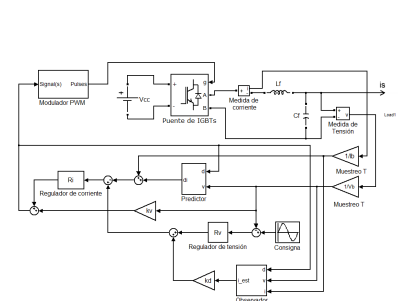 Signal(s) Pulses
Modulador PWM
+
-
Vcc
+
g
A
B
-
Puente de IGBTs
+
-
i
Medida de
corriente
Lf
Cf
is
+
-
v
Medida de
Tensión
1/Ib
Muestreo T
1/Vb
Muestreo T
Ri
Regulador de corriente
di
d
v
Predictor
kv
Rv
Regulador de tensión
Consigna
kd
i_est
d
v
i
Observador